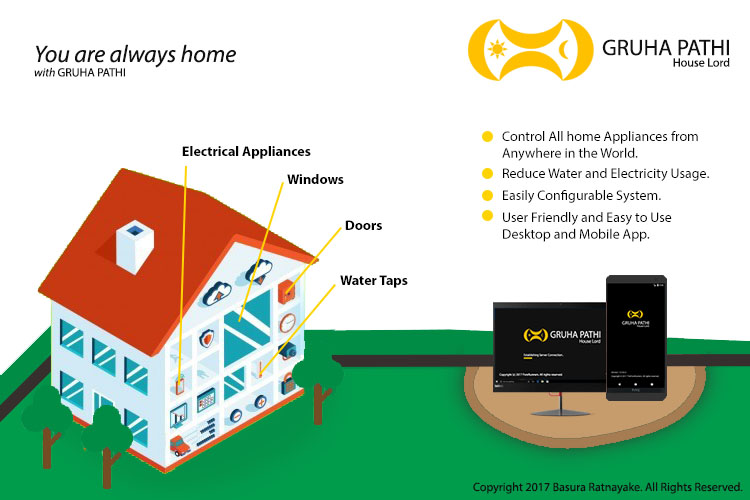 You are always home
with GRUHA PATHI
GRUHA PATHI
House Lord
Control All home Appliances from
Anywhere in the World.
Reduce Water and Electricity Usage.
Easily Configurable System.
User Friendly and Easy to Use
Desktop and Mobile App.
Electrical Appliances
Windows
Doors
Water Taps
GRUHA PATHI
House Lord
Establishing Server Connection.
GRUHA PATHI
House Lord
Copyright 2017 Basura Ratnayake. All Rights Reserved.